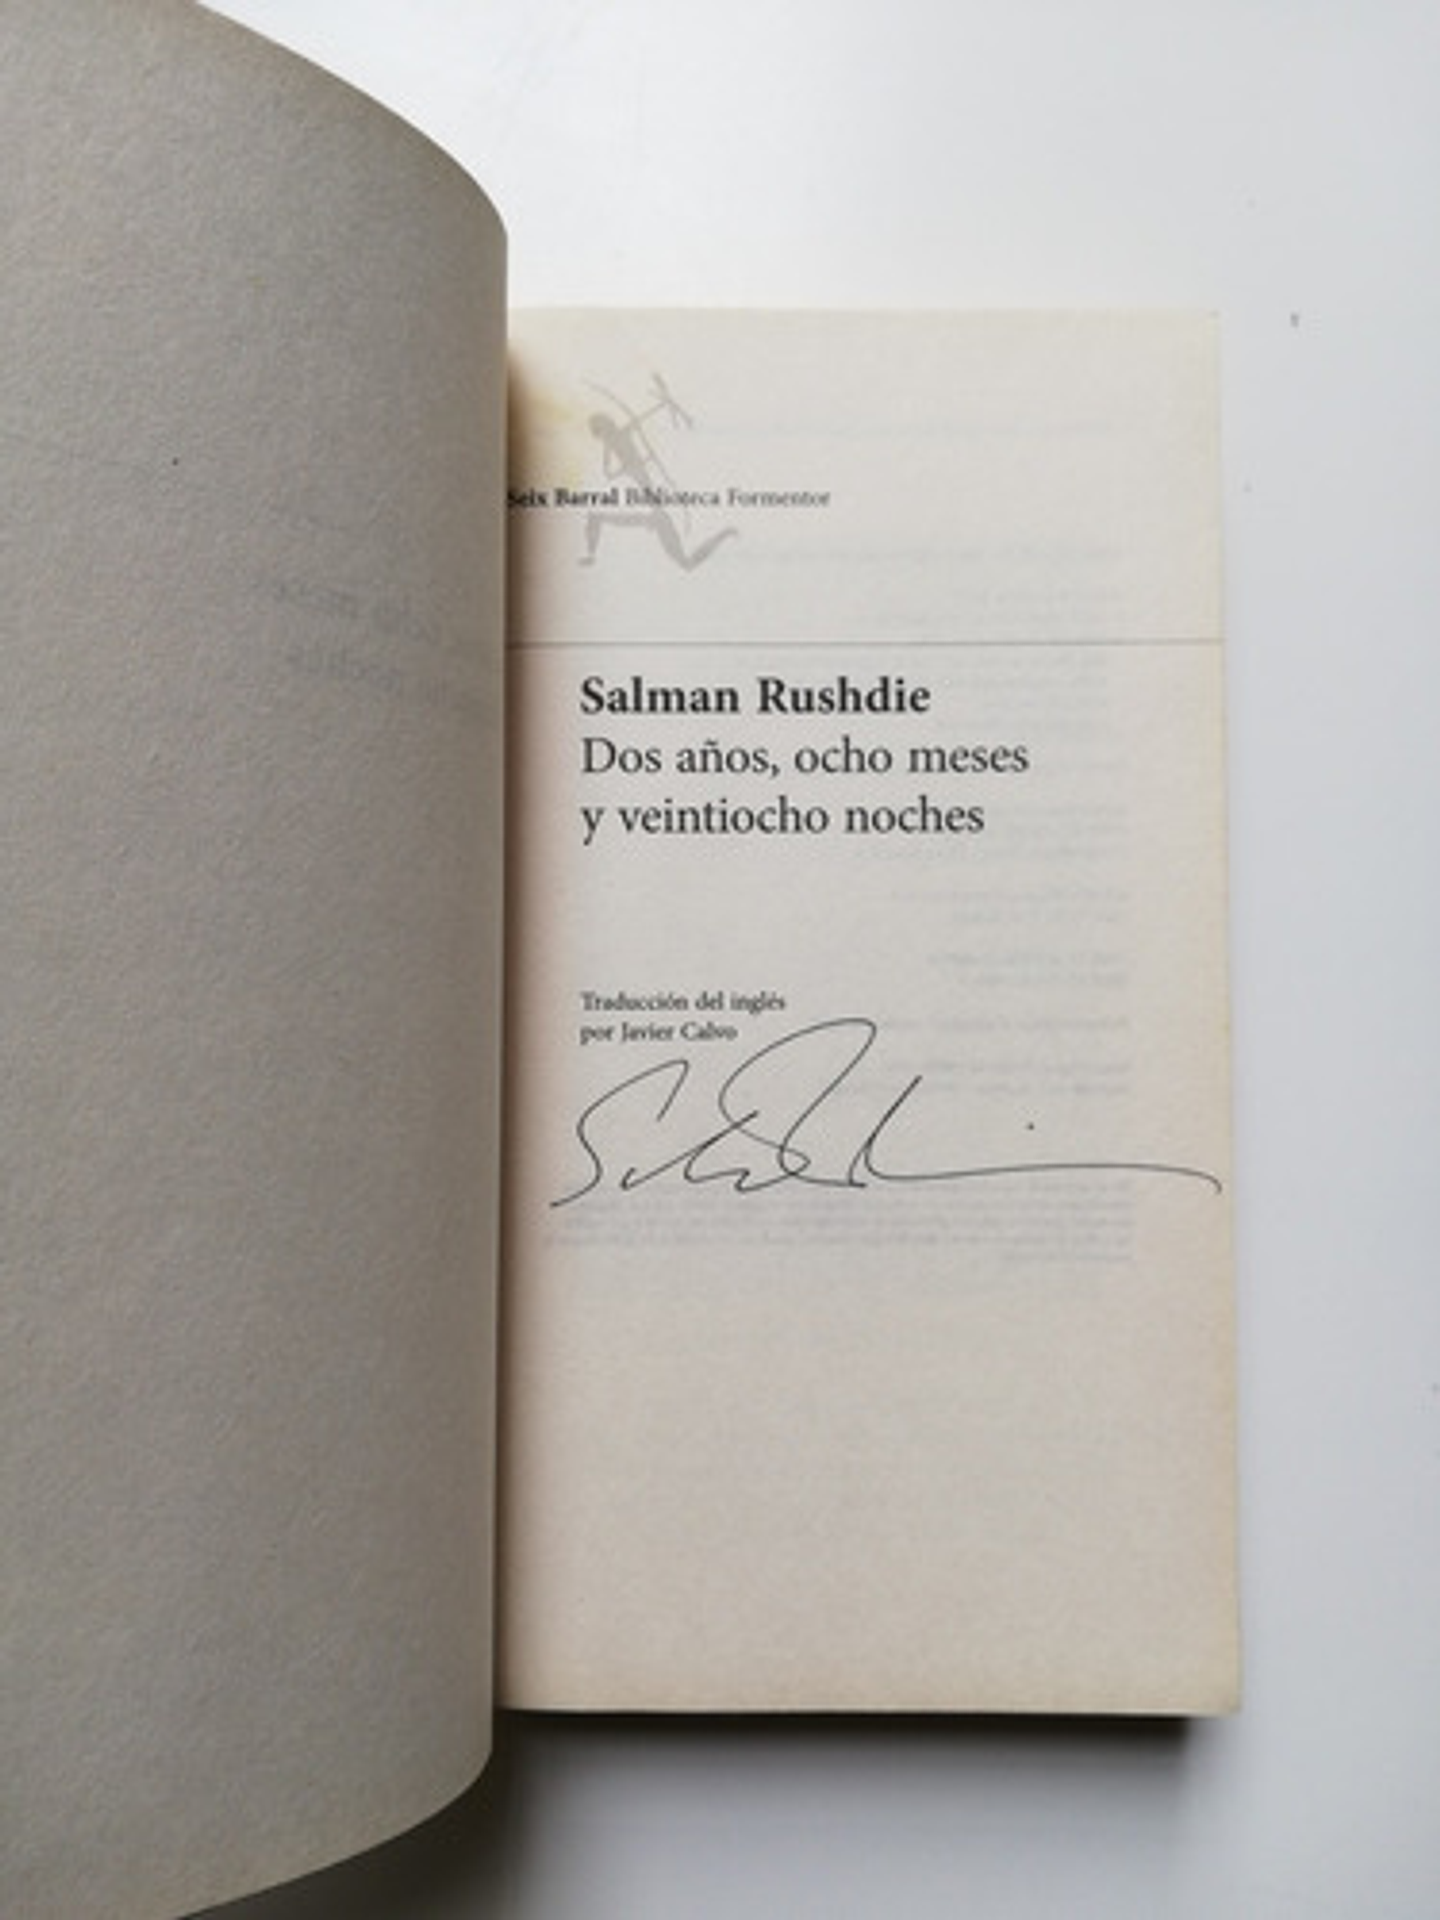 Seix Barral Biblioteca Formentor
Salman Rushdie
Dos años, ocho meses
y veintiocho noches
Traducción del inglés
por Javier Calvo